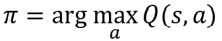 π = arg max Q(s, a)
a